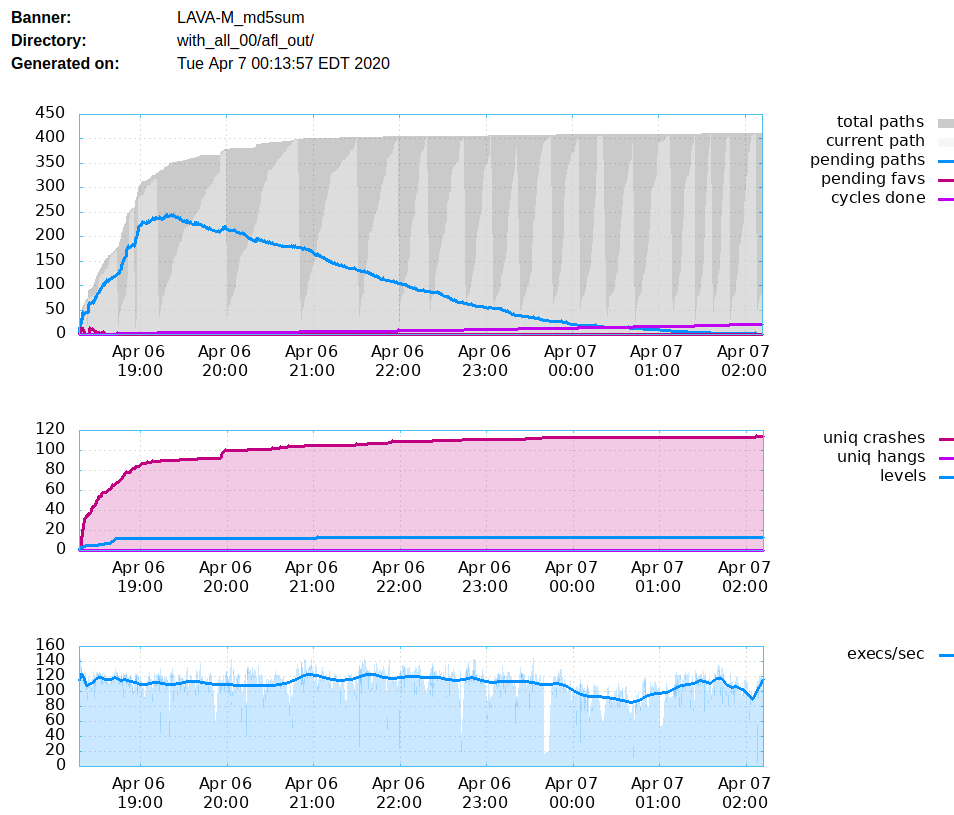 Banner: LAVA-M_md5sum
Directory: with_all_00/afl_out/
Generated on: Tue Apr 7 00:13:57 EDT 2020
450
400
350
300
250
200
150
100
50
0
Apr 06 Apr 06 Apr 06 Apr 06 Apr 06 Apr 07 Apr 07 Apr 07
19:00 20:00 21:00 22:00 23:00 00:00 01:00 02:00
total paths
current path
pending paths
pending favs
cycles done
120
100
80
60
40
20
0
Apr 06 Apr 06 Apr 06 Apr 06 Apr 06 Apr 07 Apr 07 Apr 07
19:00 20:00 21:00 22:00 23:00 00:00 01:00 02:00
uniq crashes
uniq hangs
levels
160
140
120
100
80
60
40
20
0
Apr 06 Apr 06 Apr 06 Apr 06 Apr 06 Apr 07 Apr 07 Apr 07
19:00 20:00 21:00 22:00 23:00 00:00 01:00 02:00
execs/sec